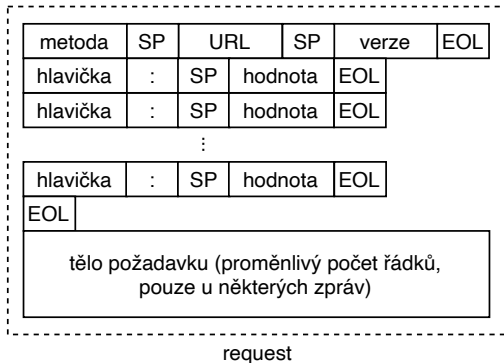 metoda SP URL SP verze EOL
hlavička : SP hodnota EOL
hlavička : SP hodnota EOL
⋮
hlavička : SP hodnota EOL
EOL
tělo požadavku (proměnlivý počet řádků,
pouze u některých zpráv)
request